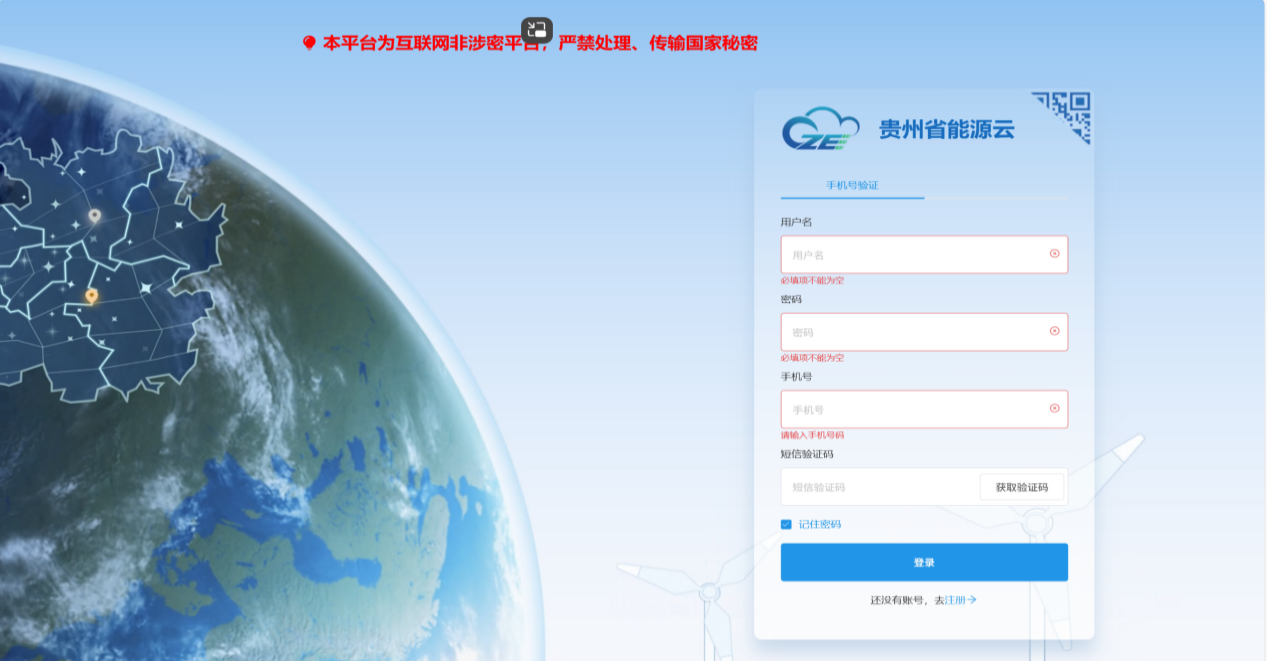 本平台为互联网非涉密平台，严禁处理、传输国家秘密
GZE 贵州省能源云
手机号验证
用户名
用户名
必填项不能为空
密码
密码
必填项不能为空
手机号
手机号
请输入手机号码
短信验证码
短信验证码 获取验证码
记住密码
登录
还没有账号，去注册